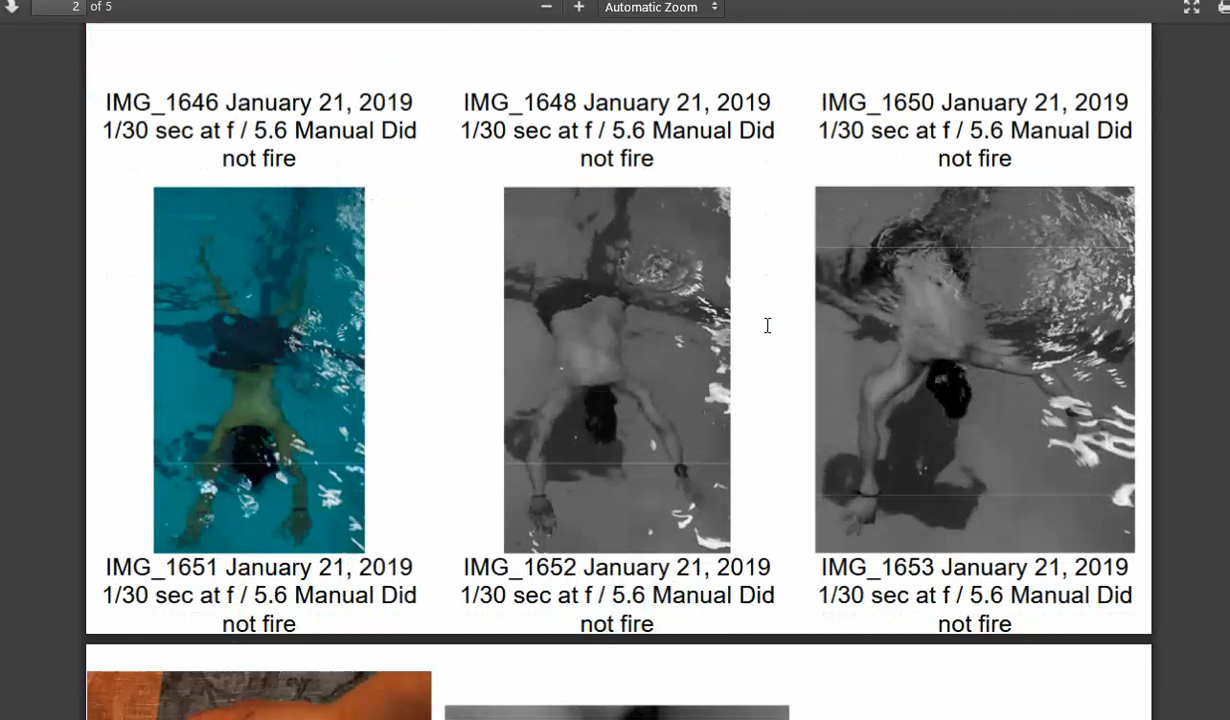 2 of 5 Automatic Zoom
IMG_1646 January 21, 2019
1/30 sec at f / 5.6 Manual Did
not fire
IMG_1648 January 21, 2019
1/30 sec at f / 5.6 Manual Did
not fire
IMG_1650 January 21, 2019
1/30 sec at f / 5.6 Manual Did
not fire
IMG_1651 January 21, 2019
1/30 sec at f / 5.6 Manual Did
not fire
IMG_1652 January 21, 2019
1/30 sec at f / 5.6 Manual Did
not fire
IMG_1653 January 21, 2019
1/30 sec at f / 5.6 Manual Did
not fire